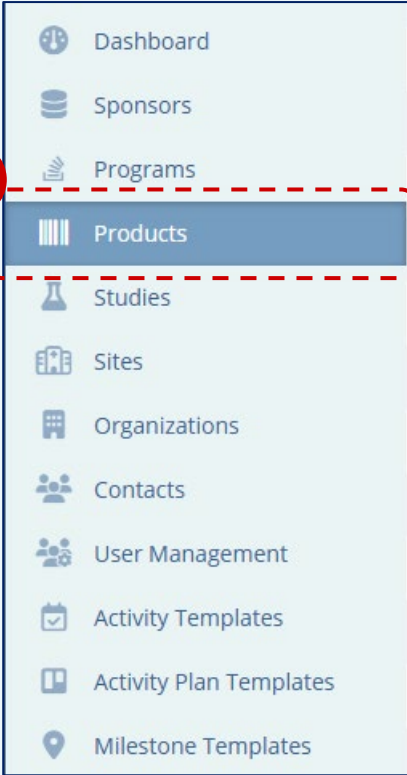 Dashboard
Sponsors
Programs
Products
Studies
Sites
Organizations
Contacts
User Management
Activity Templates
Activity Plan Templates
Milestone Templates